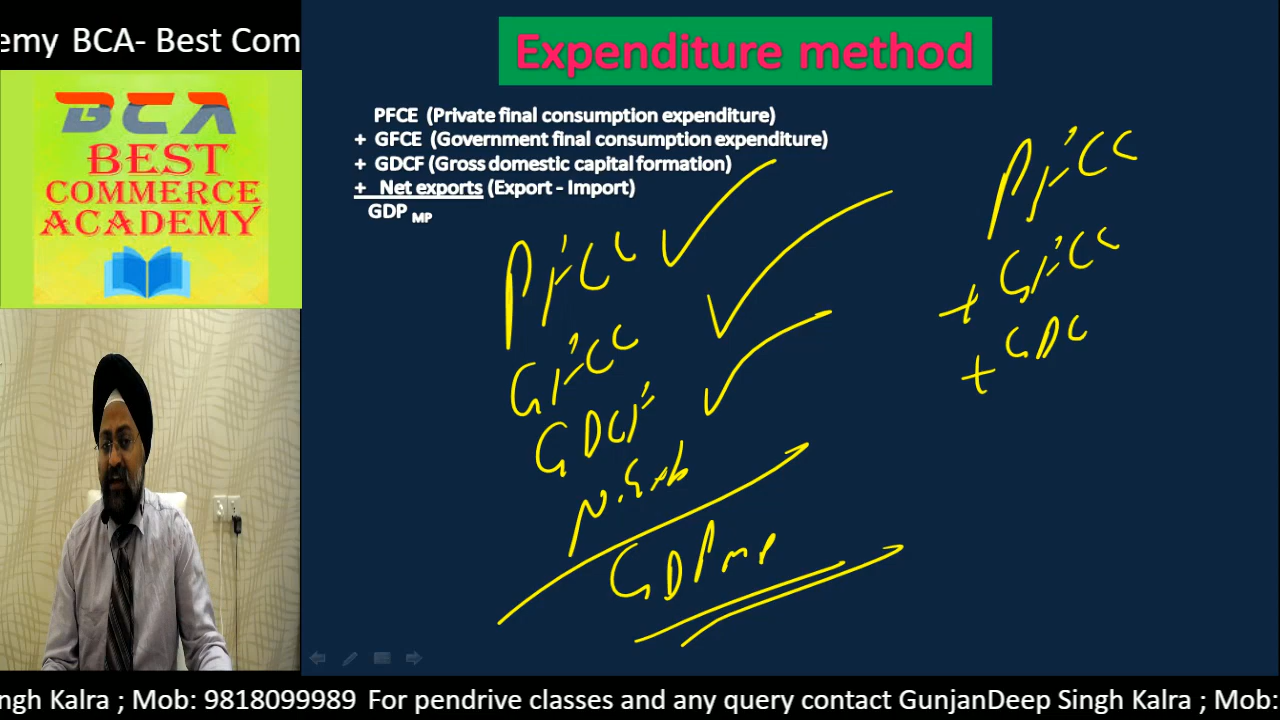 emy BCA- Best Com
BCA
BEST
COMMERCE
ACADEMY
Expenditure method
PFCE (Private final consumption expenditure)
+ GFCE (Government final consumption expenditure)
+ GDCF (Gross domestic capital formation)
+ Net exports (Export - Import)
GDP MP
PFCE
GFCE
GDCF
N.Exp
GDPMP
PFCE
+ GFCE
+ GDC
ngh Kalra ; Mob: 9818099989 For pendrive classes and any query contact GunjanDeep Singh Kalra ; Mob: